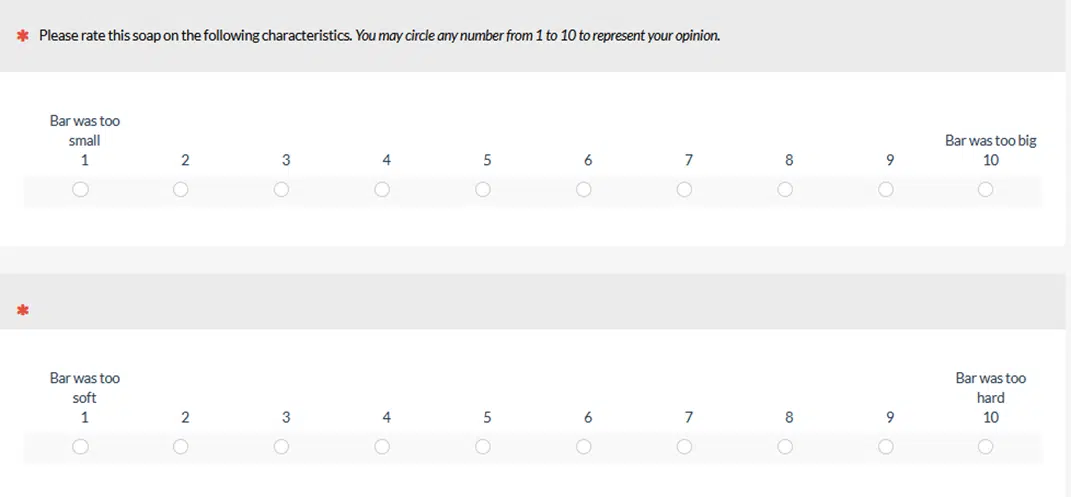 * Please rate this soap on the following characteristics. You may circle any number from 1 to 10 to represent your opinion.
Bar was too
small
Bar was too big
1 2 3 4 5 6 7 8 9 10
*
Bar was too
soft
Bar was too
hard
1 2 3 4 5 6 7 8 9 10